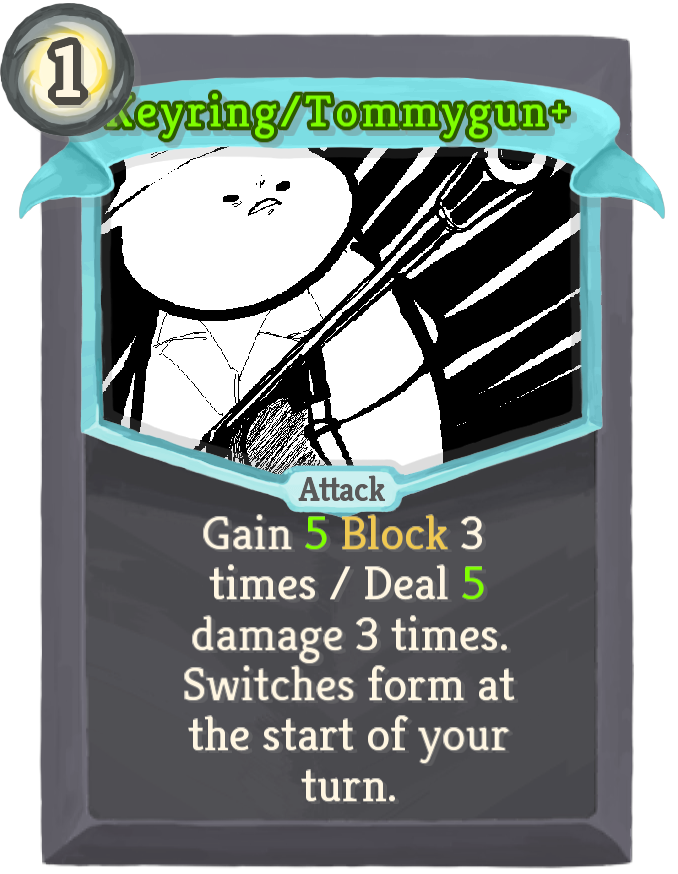 1
Keyring/Tommygun+
Attack
Gain 5 Block 3
times / Deal 5
damage 3 times.
Switches form at
the start of your
turn.